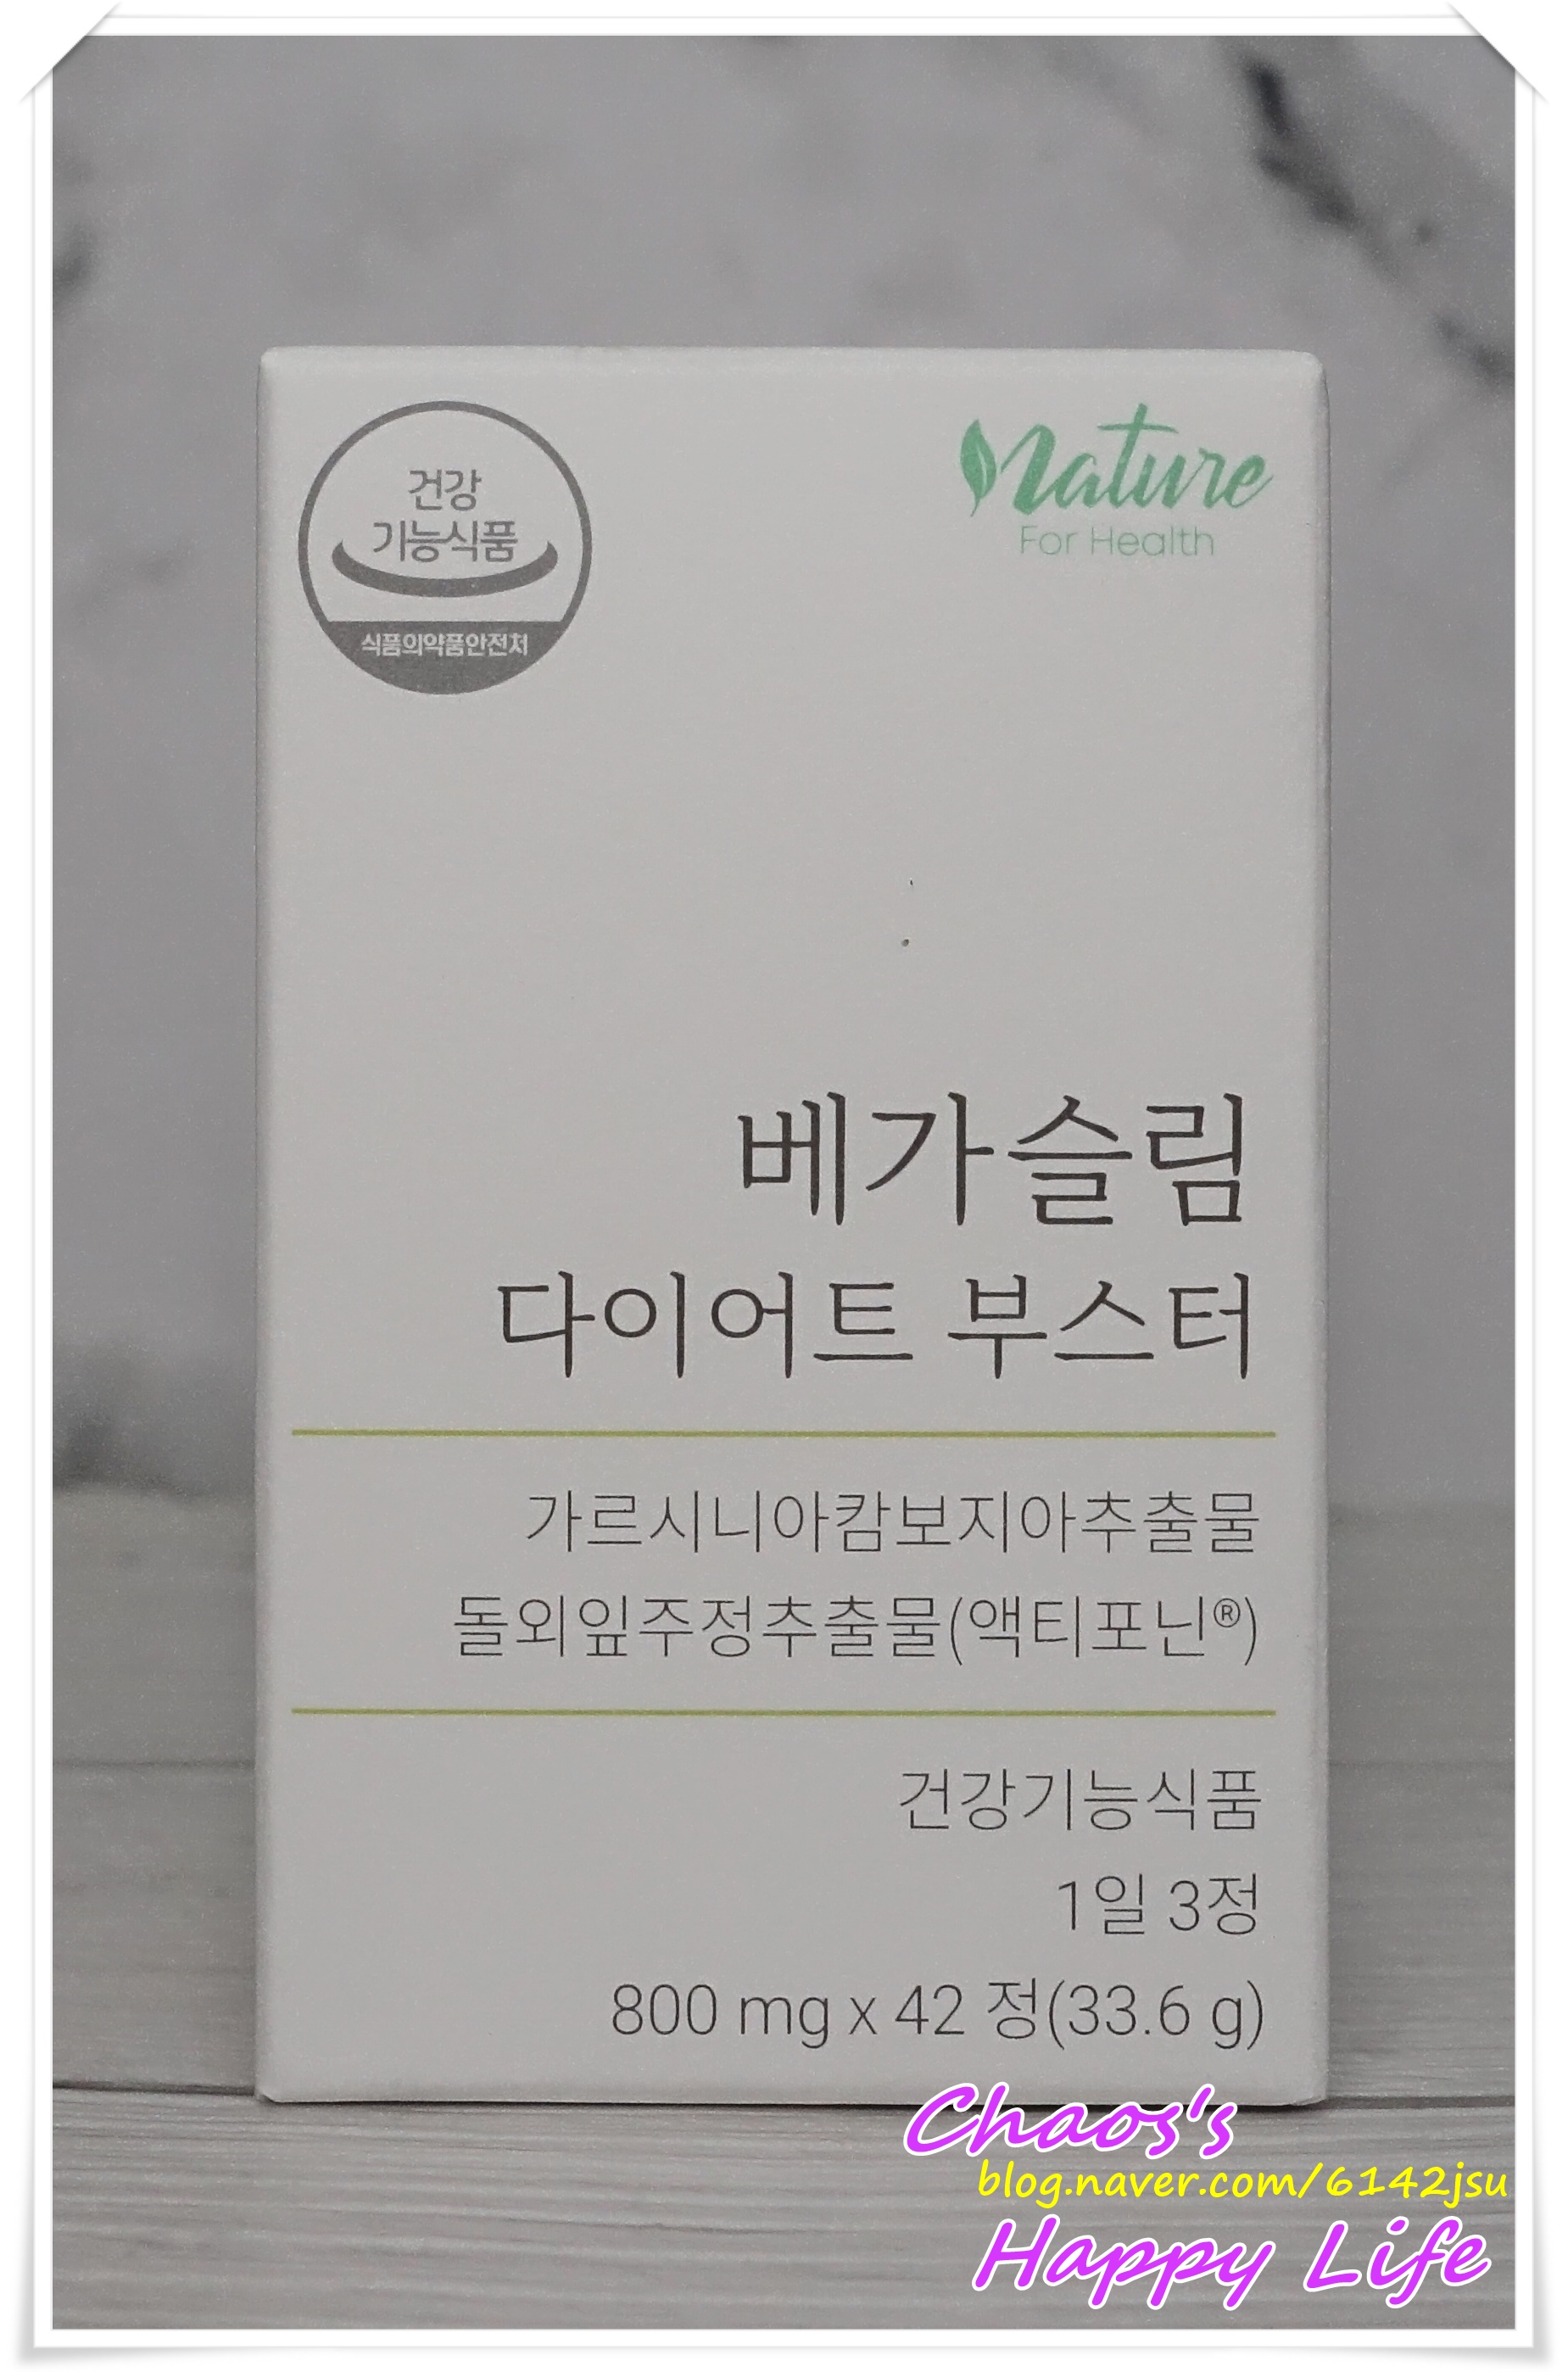 건강
기능식품
식품의약품안전처
Nature
For Health
베가슬림
다이어트 부스터
가르시니아캄보지아추출물
돌외잎주정추출물(액티포닌®)
건강기능식품
1일 3정
800 mg x 42 정(33.6 g)
Chaos's
blog.naver.com/6142jsu
Happy Life